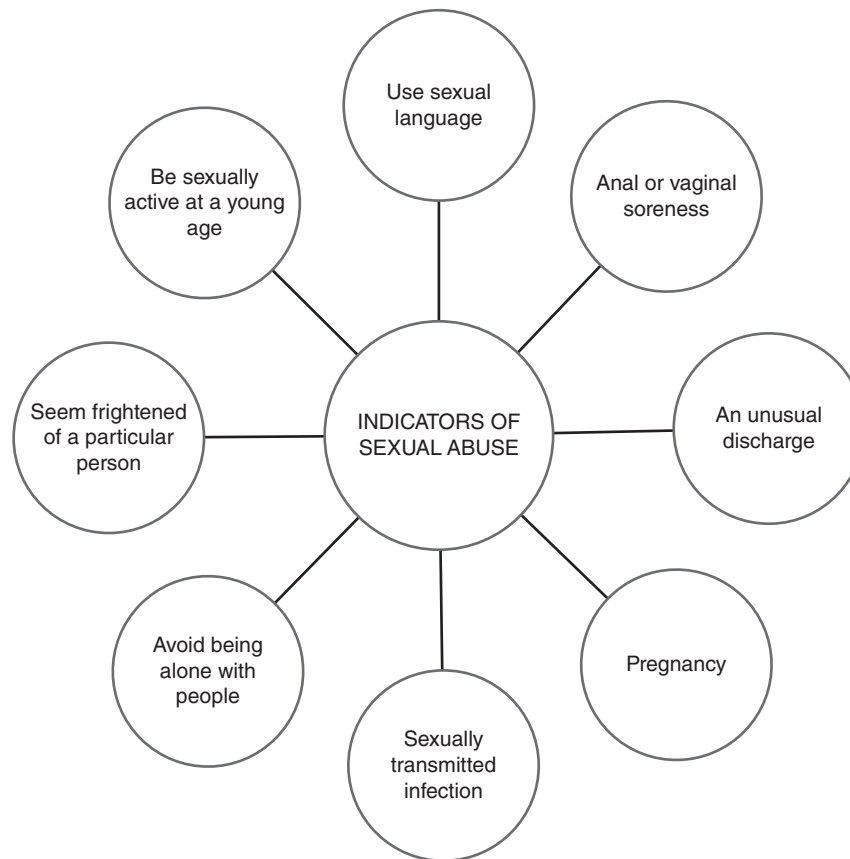 Use sexual
language
Anal or vaginal
soreness
An unusual
discharge
Pregnancy
Sexually
transmitted
infection
Avoid being
alone with
people
Seem frightened
of a particular
person
Be sexually
active at a young
age
INDICATORS OF
SEXUAL ABUSE